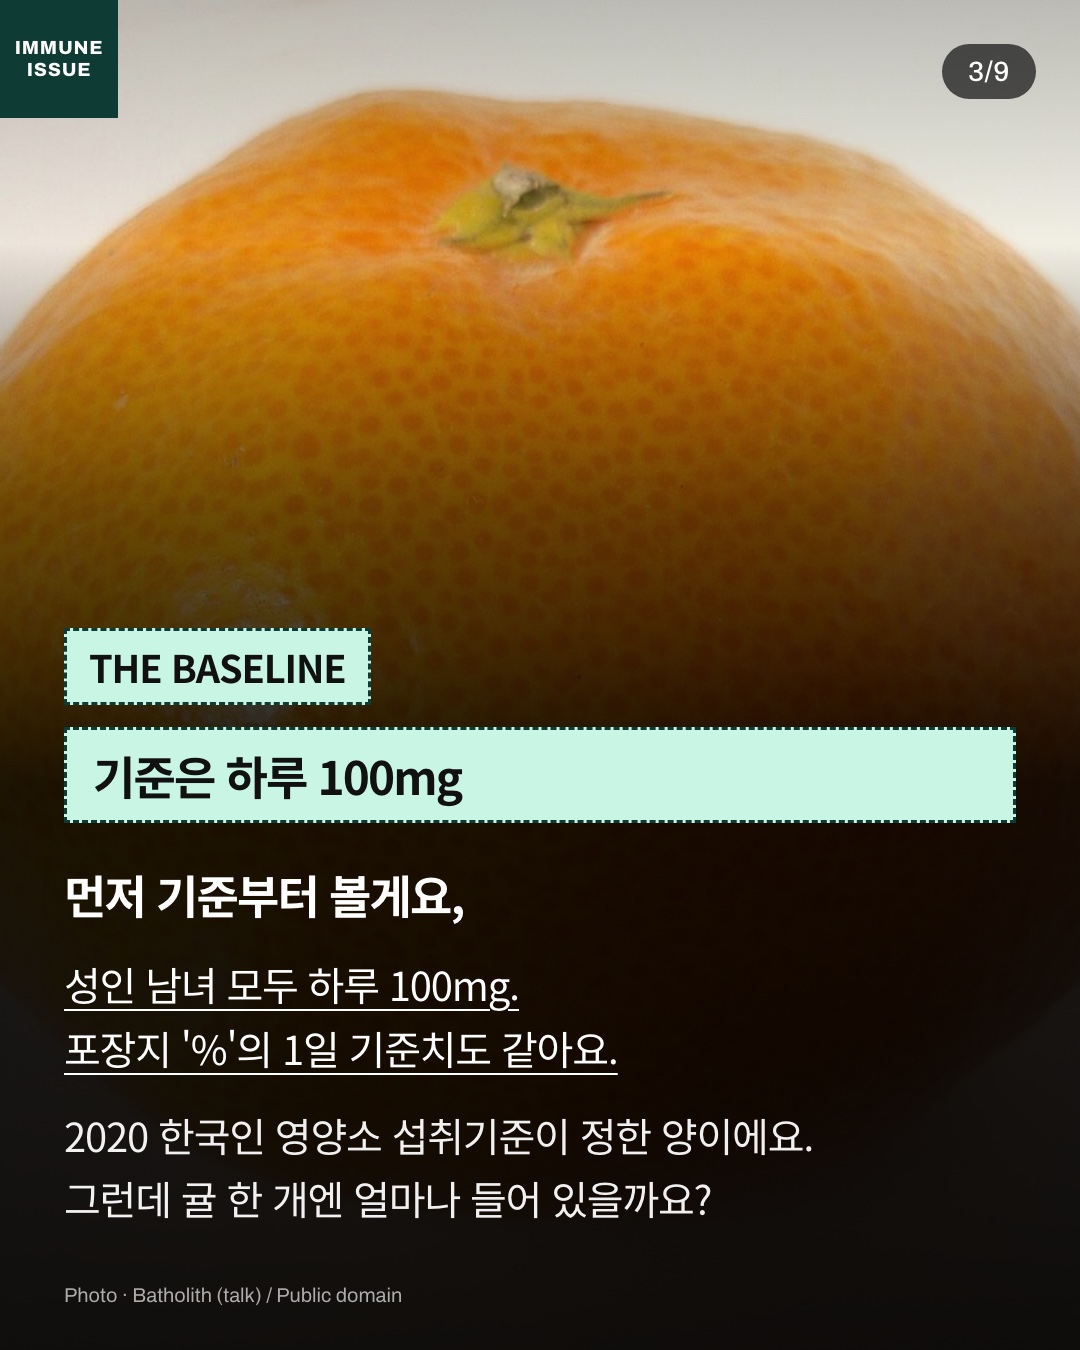 IMMUNE
ISSUE
3/9
THE BASELINE
기준은 하루 100mg
먼저 기준부터 볼게요,
성인 남녀 모두 하루 100mg.
포장지 '%'의 1일 기준치도 같아요.
2020 한국인 영양소 섭취기준이 정한 양이에요.
그런데 귤 한 개엔 얼마나 들어 있을까요?
Photo · Batholith (talk) / Public domain